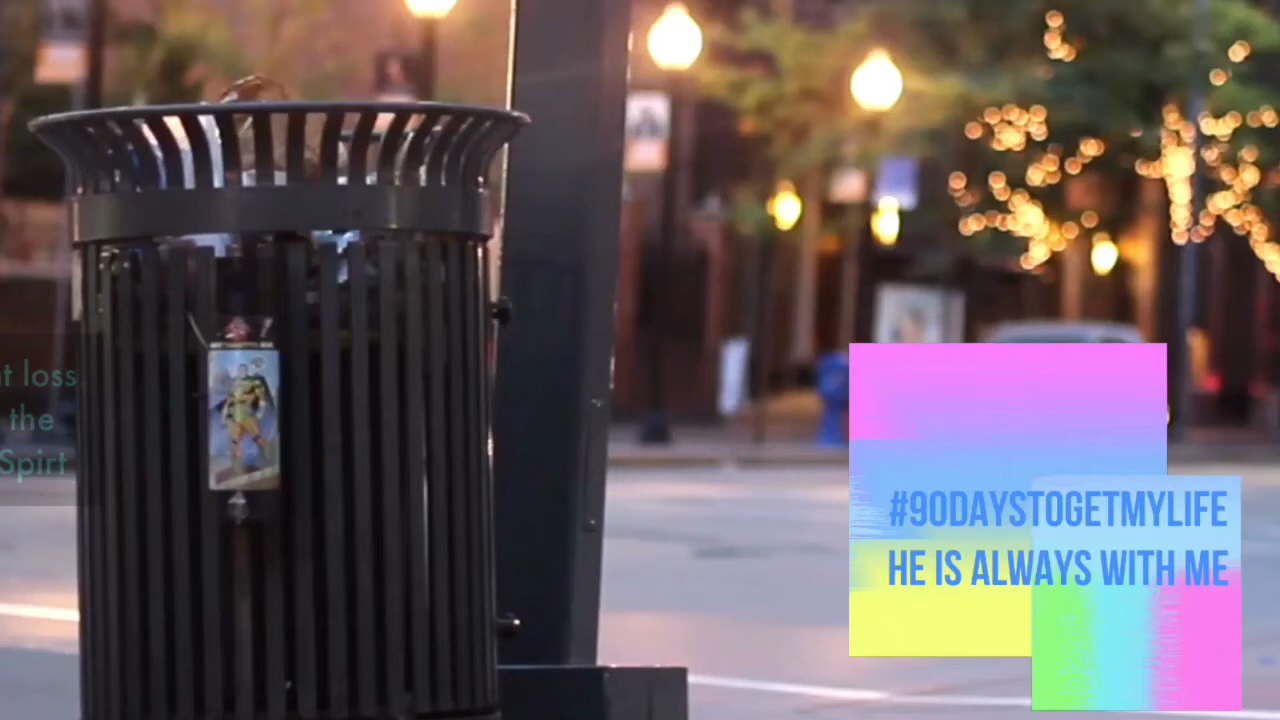 t loss
the
Spirt
#90DAYSTOGETMYLIFE
HE IS ALWAYS WITH ME